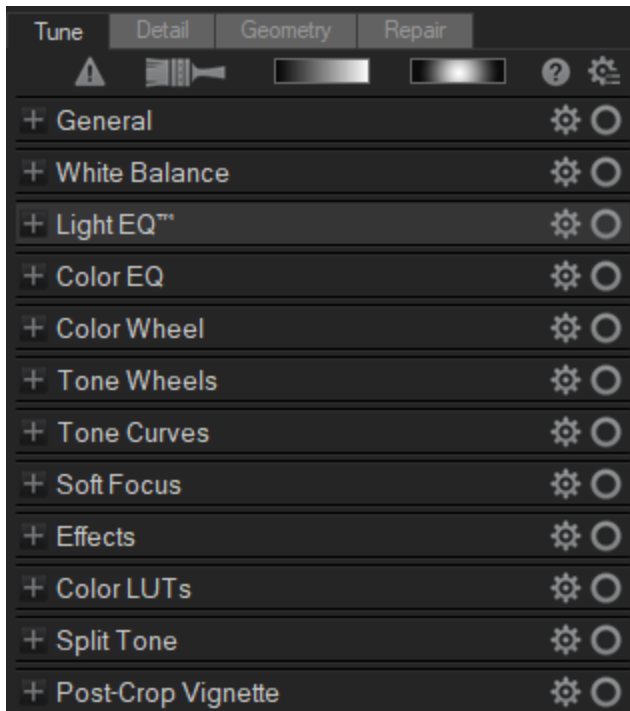 Tune Detail Geometry Repair
General
White Balance
Light EQ™
Color EQ
Color Wheel
Tone Wheels
Tone Curves
Soft Focus
Effects
Color LUTs
Split Tone
Post-Crop Vignette